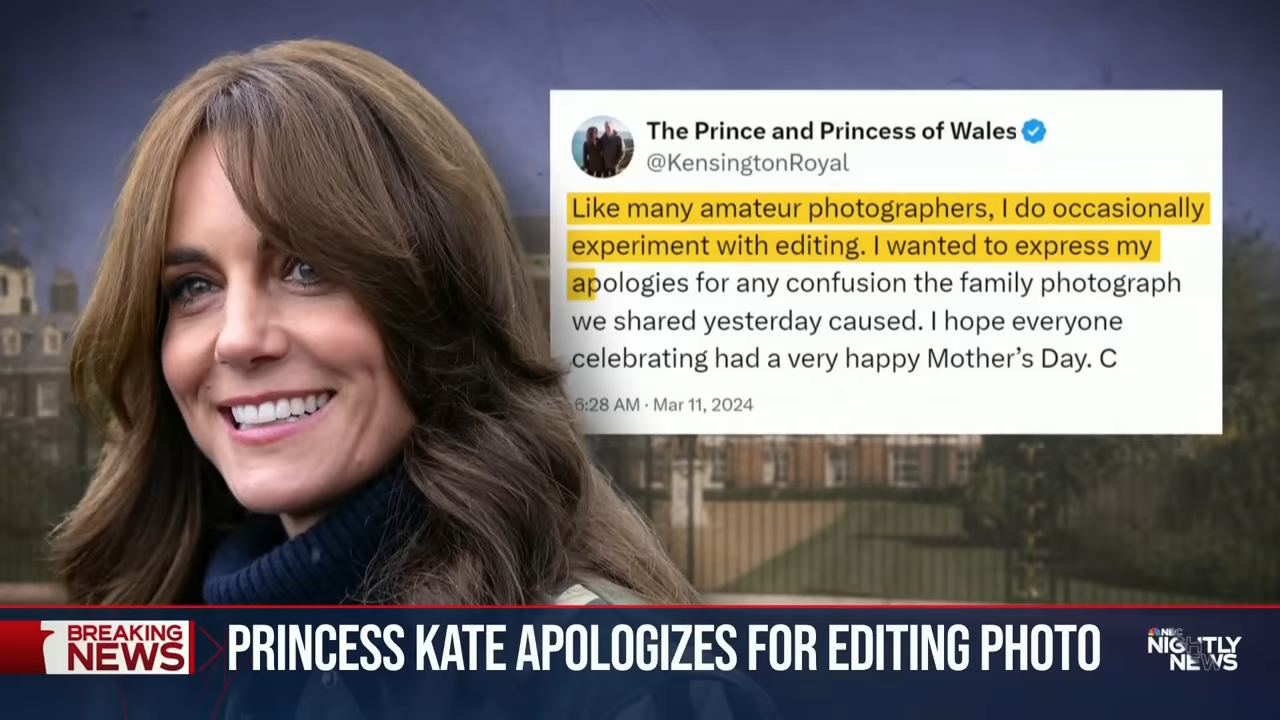 The Prince and Princess of Wales
@KensingtonRoyal
Like many amateur photographers, I do occasionally
experiment with editing. I wanted to express my
apologies for any confusion the family photograph
we shared yesterday caused. I hope everyone
celebrating had a very happy Mother’s Day. C
6:28 AM · Mar 11, 2024
BREAKING
NEWS
PRINCESS KATE APOLOGIZES FOR EDITING PHOTO
NBC
NIGHTLY
NEWS